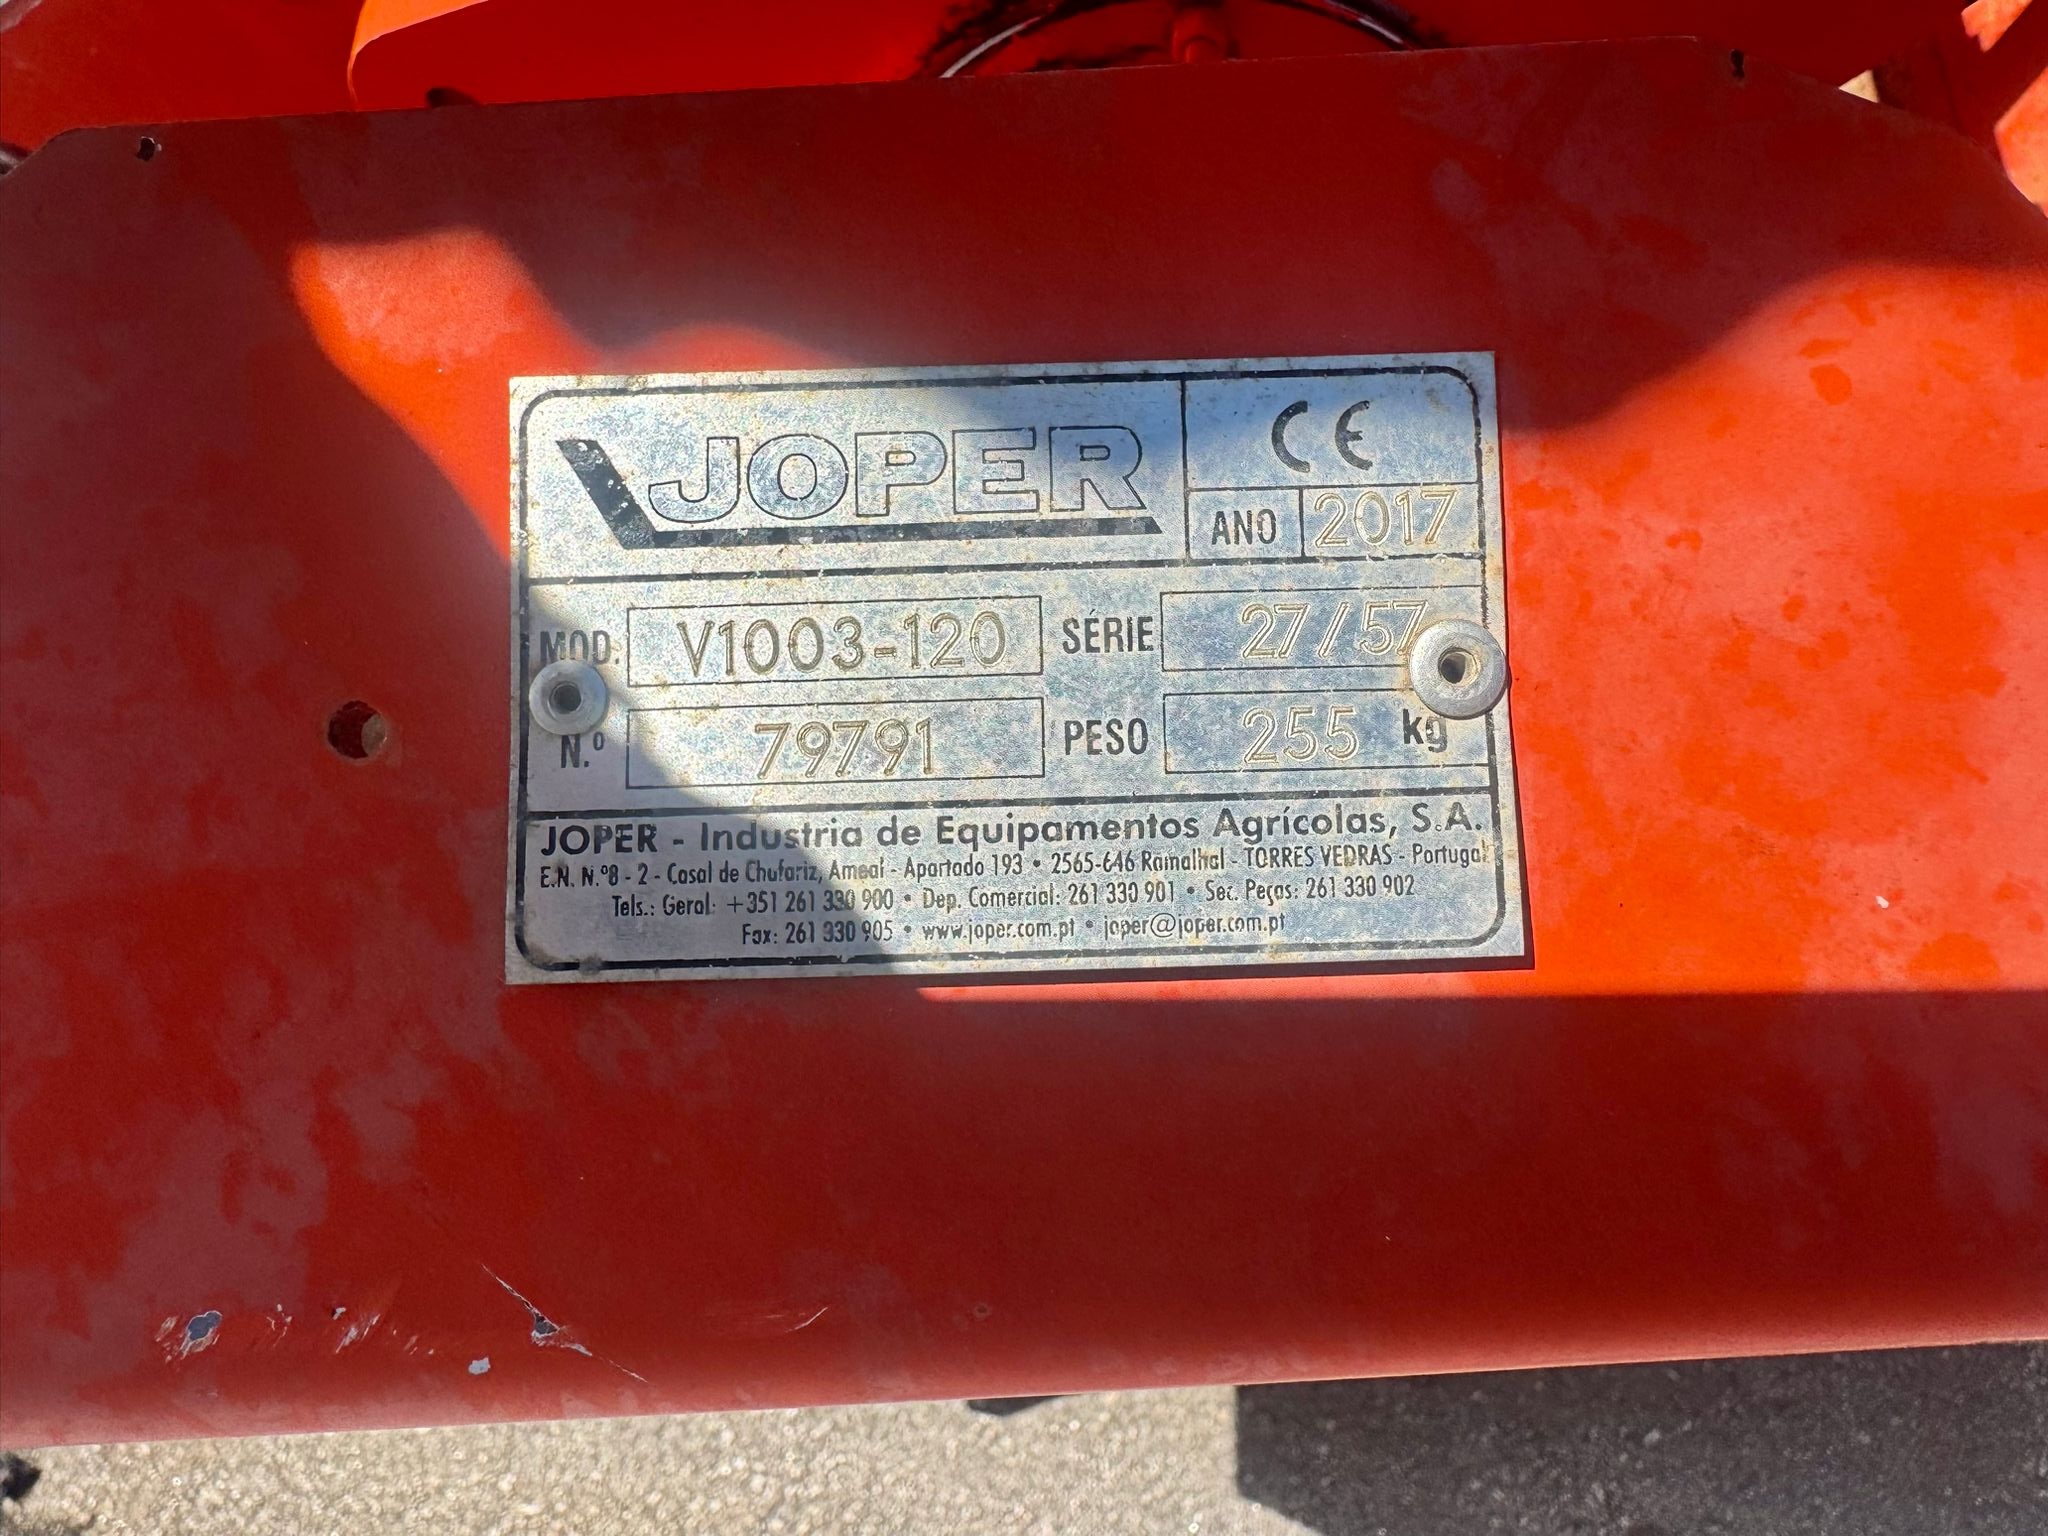 JOPER
CE
ANO 2017
MOD. V1003-120 SÉRIE 27/57
N.º 79791 PESO 255 kg
JOPER - Industria de Equipamentos Agrícolas, S.A.
E.N. N.º8 - 2 - Casal de Chafariz, Ameal - Apartado 193 • 2565-646 Ramalhal - TORRES VEDRAS - Portugal
Tels.: Geral: +351 261 330 900 • Dep. Comercial: 261 330 901 • Sec. Peças: 261 330 902
Fax: 261 330 905 • www.joper.com.pt • joper@joper.com.pt